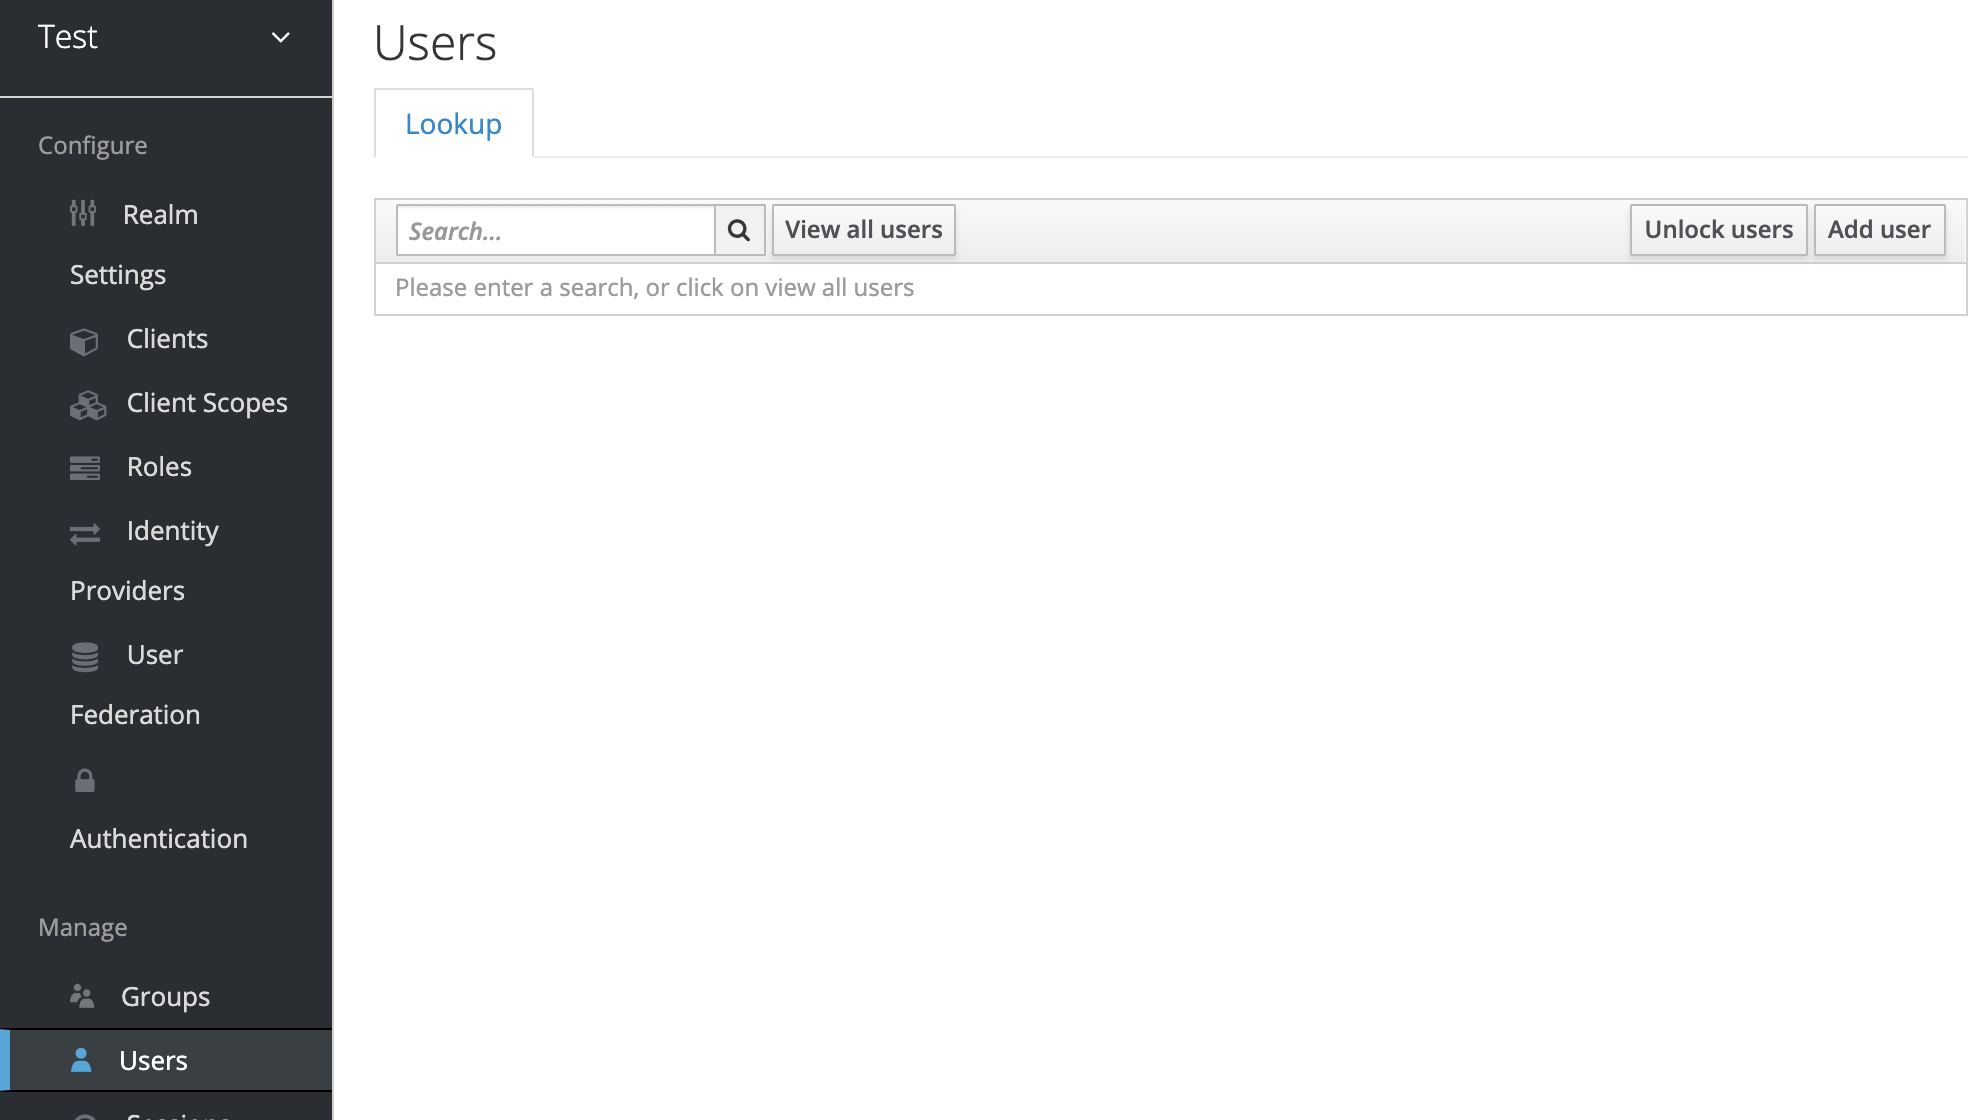 Test
Configure
Realm
Settings
Clients
Client Scopes
Roles
Identity
Providers
User
Federation
Authentication
Manage
Groups
Users
Users
Lookup
Search...
View all users
Unlock users
Add user
Please enter a search, or click on view all users